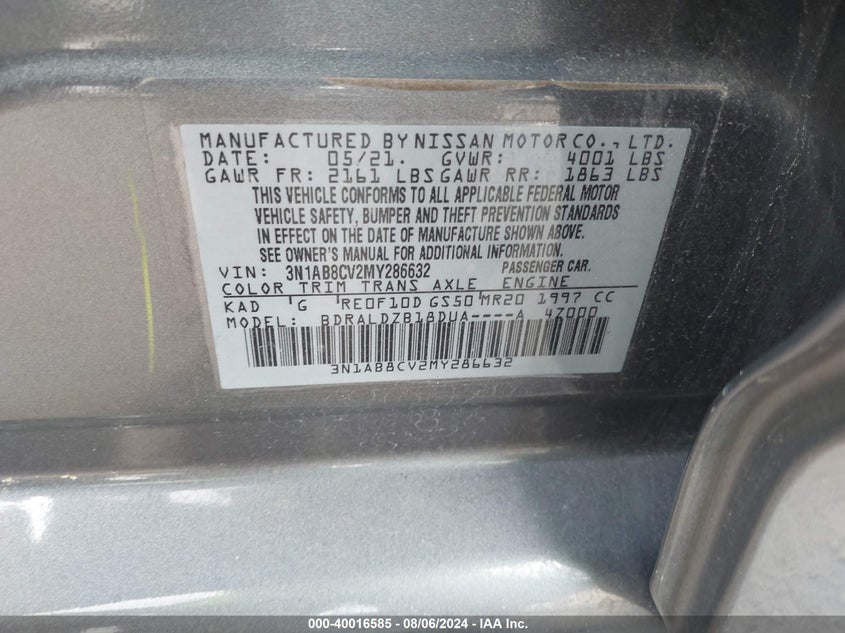 MANUFACTURED BY NISSAN MOTOR CO., LTD.
DATE: 05/21. GVWR: 4001 LBS
GAWR FR: 2161 LBS GAWR RR: 1863 LBS
THIS VEHICLE CONFORMS TO ALL APPLICABLE FEDERAL MOTOR
VEHICLE SAFETY, BUMPER AND THEFT PREVENTION STANDARDS
IN EFFECT ON THE DATE OF MANUFACTURE SHOWN ABOVE.
SEE OWNER'S MANUAL FOR ADDITIONAL INFORMATION.
VIN: 3N1AB8CV2MY286632 PASSENGER CAR.
COLOR TRIM TRANS AXLE ENGINE
KAD G RE0F10D GS50 MR20 1997 CC
MODEL: BDRALDZB18DUA----A 4Z000
3N1AB8CV2MY286632
000-40016585 - 08/06/2024 - IAA Inc.